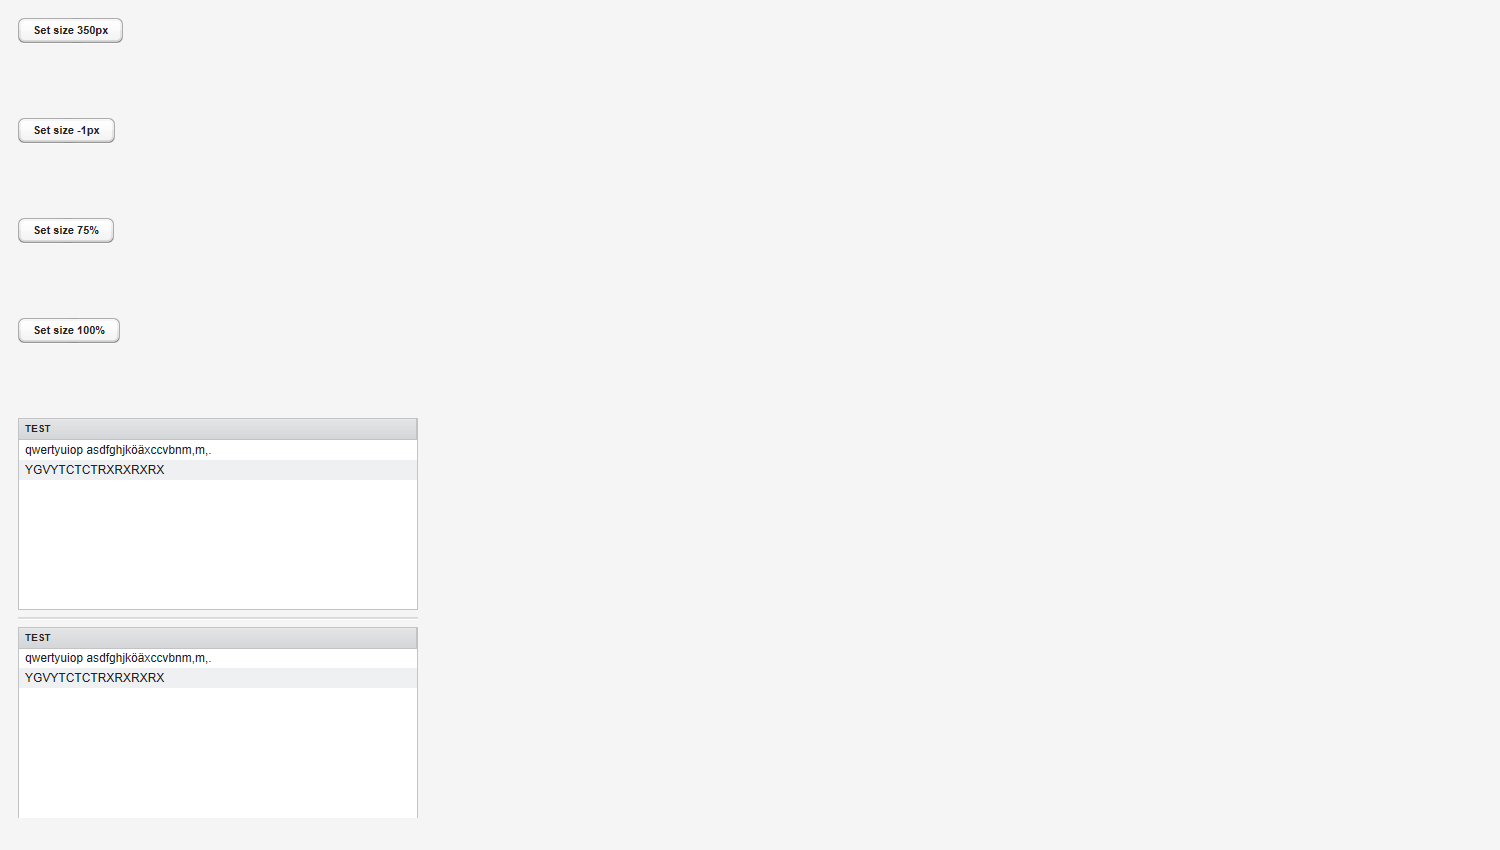 Set size 350px
Set size -1px
Set size 75%
Set size 100%
TEST
qwertyuiop asdfghjköäxccvbnm,m,.
YGVYTCTCTRXRXRXRX
TEST
qwertyuiop asdfghjköäxccvbnm,m,.
YGVYTCTCTRXRXRXRX